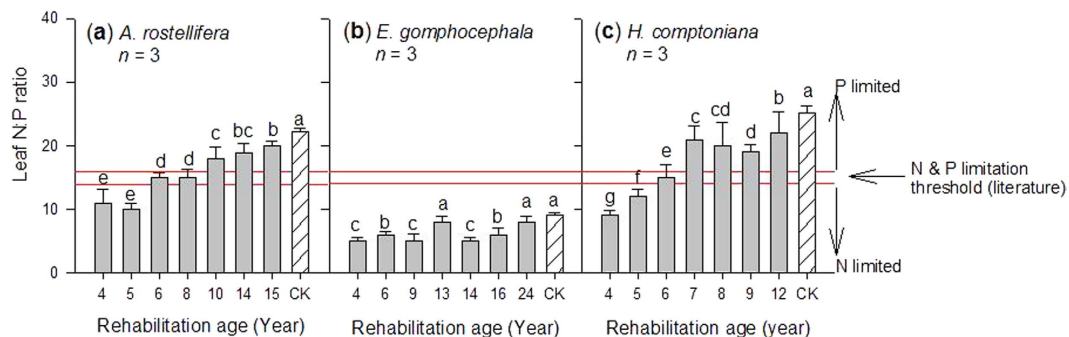 Leaf N:P ratio
40
30
20
10
0
(a) A. rostellifera
n = 3
e
e
d
d
c
bc
b
a
4 5 6 8 10 14 15 CK
Rehabilitation age (Year)
(b) E. gomphocephala
n = 3
c
b
c
a
c
b
a
a
4 6 9 13 14 16 24 CK
Rehabilitation age (Year)
(c) H. comptoniana
n = 3
g
f
e
c
cd
d
b
a
4 5 6 7 8 9 12 CK
Rehabilitation age (year)
P limited
N & P limitation
threshold (literature)
N limited